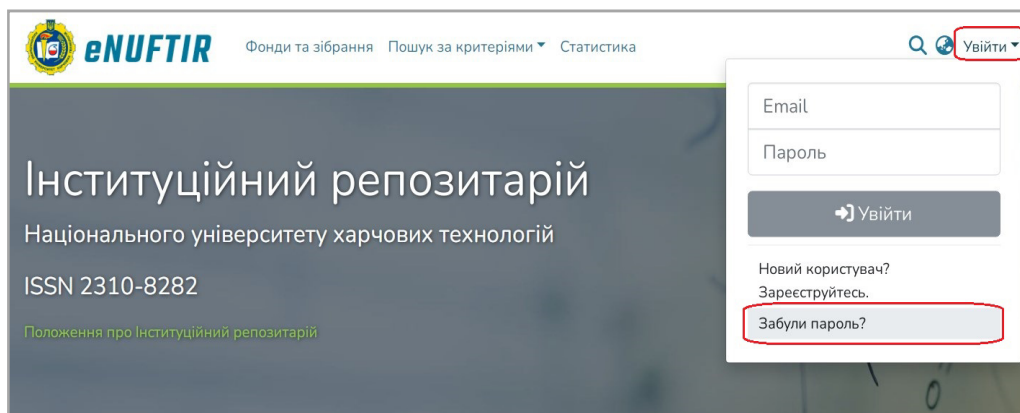 eNUFTIR Фонди та зібрання Пошук за критеріями Статистика Увійти
Email
Пароль
Увійти
Новий користувач?
Зареєструйтесь.
Забули пароль?
Інституційний репозитарій
Національного університету харчових технологій
ISSN 2310-8282
Положення про Інституційний репозитарій